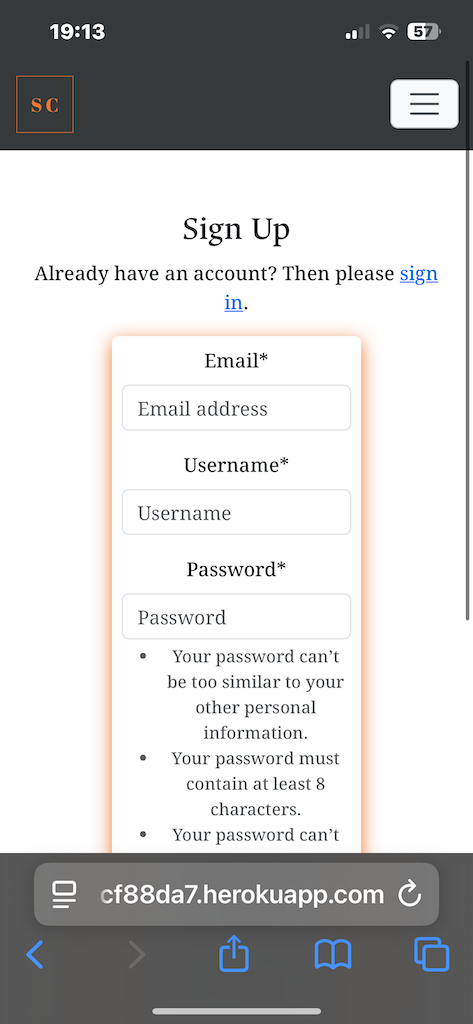 19:13
57
SC
Sign Up
Already have an account? Then please sign
in.
Email*
Email address
Username*
Username
Password*
Password
• Your password can’t
be too similar to your
other personal
information.
• Your password must
contain at least 8
characters.
• Your password can’t
cf88da7.herokuapp.com